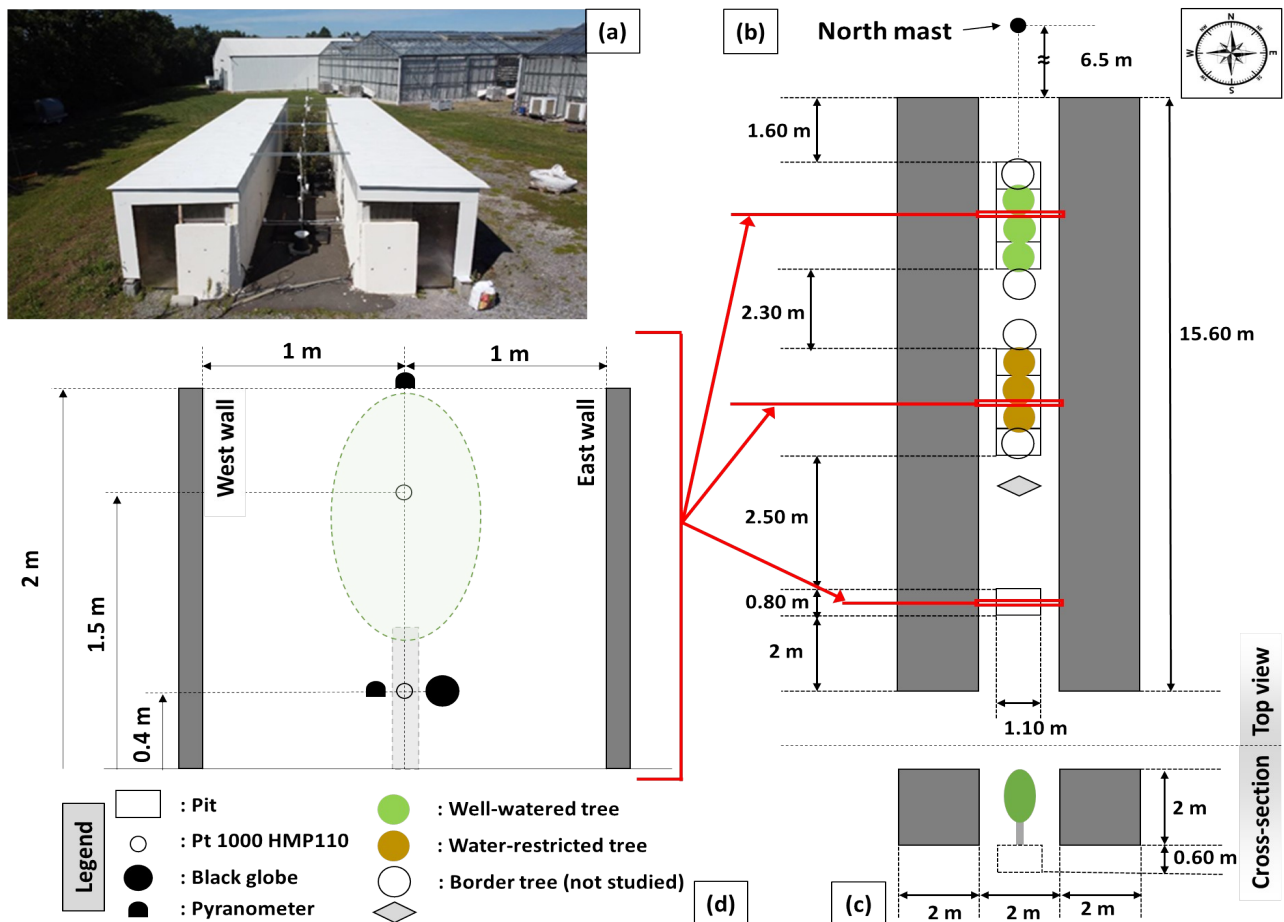 (a)
(b)
North mast
6.5 m
N
W
E
S
≈
1.60 m
2.30 m
15.60 m
2.50 m
0.80 m
2 m
1.10 m
1 m
1 m
West wall
East wall
2 m
1.5 m
0.4 m
Top view
Cross-section
2 m
0.60 m
2 m
2 m
2 m
(c)
(d)
Legend
: Pit
: Pt 1000 HMP110
: Black globe
: Pyranometer
: Well-watered tree
: Water-restricted tree
: Border tree (not studied)